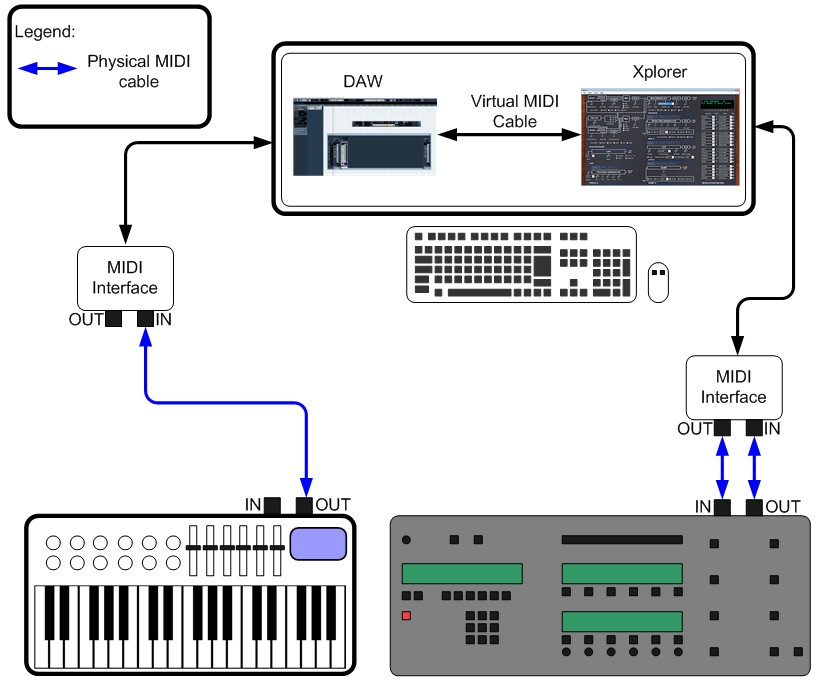 Legend:
Physical MIDI
cable
DAW
Xplorer
Virtual MIDI
Cable
MIDI
Interface
OUT
IN
MIDI
Interface
OUT
IN
IN
OUT
IN
OUT